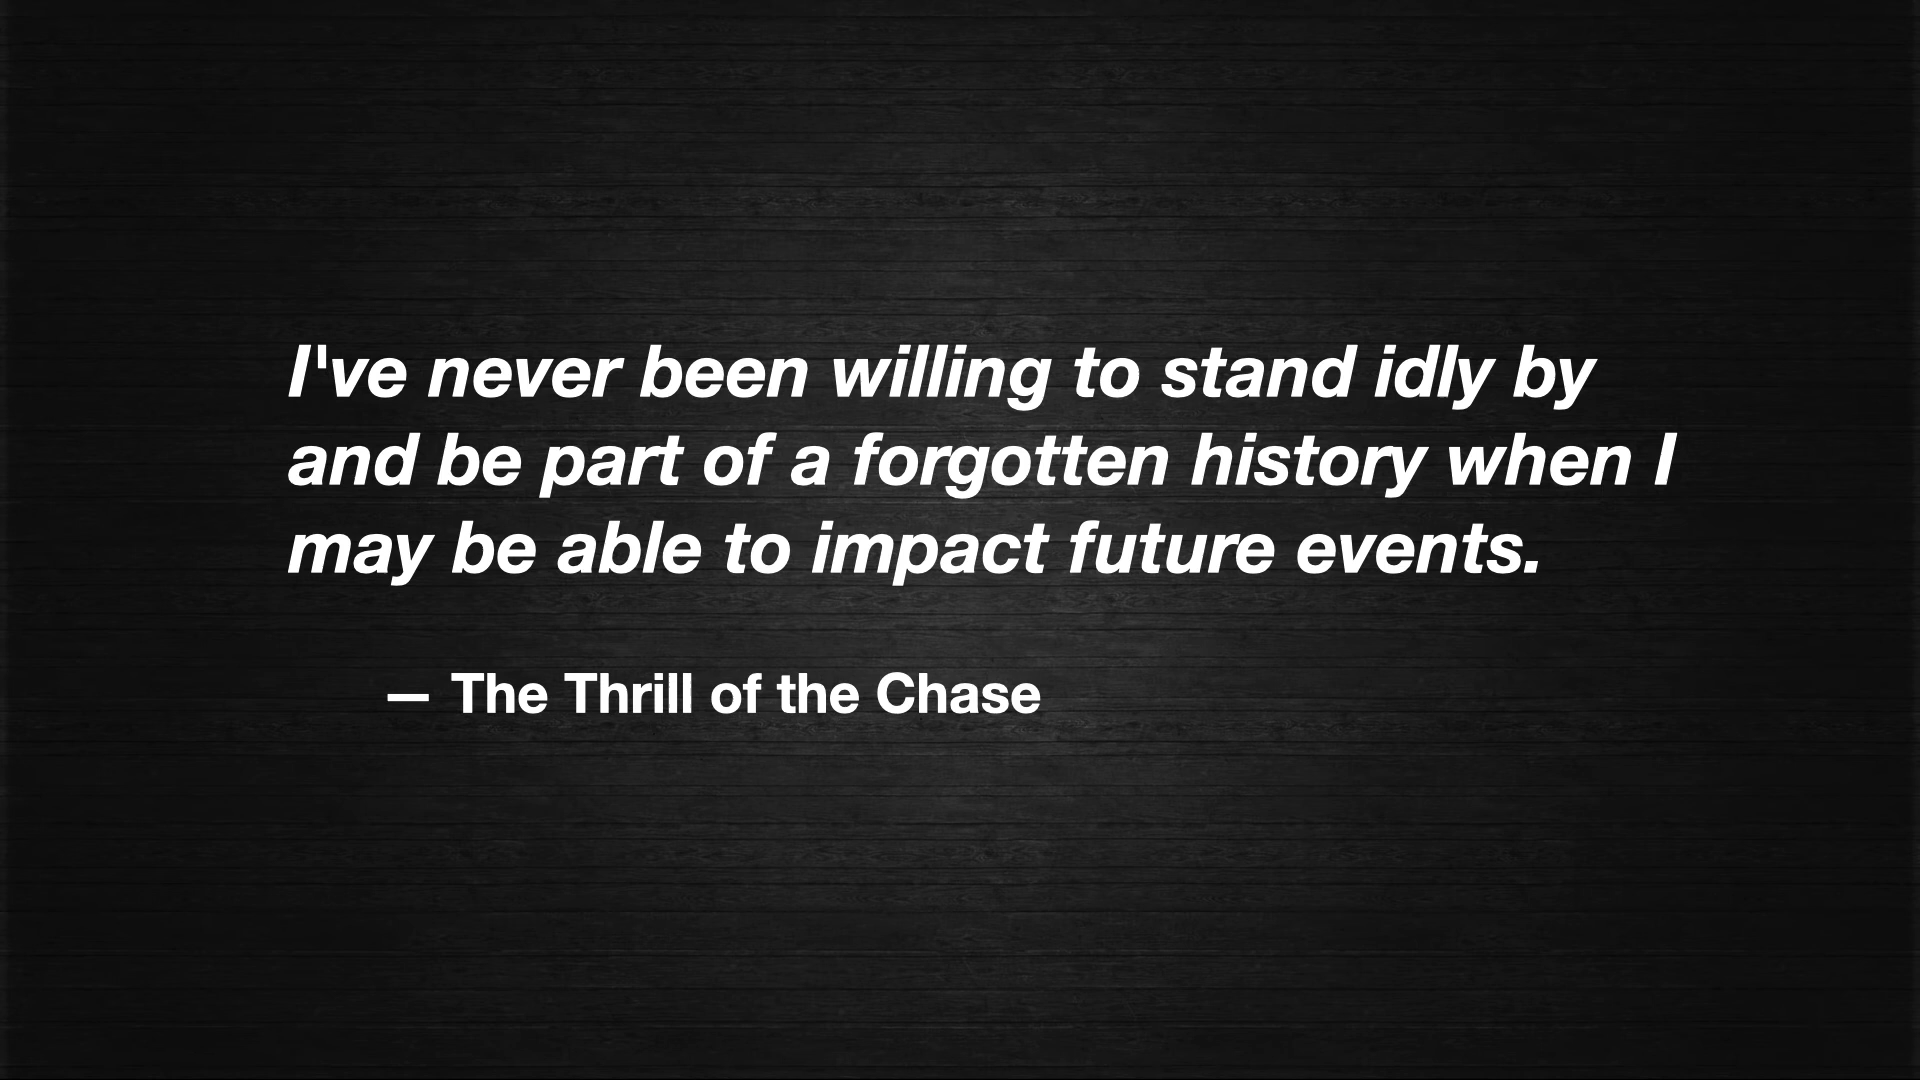 I've never been willing to stand idly by
and be part of a forgotten history when I
may be able to impact future events.
— The Thrill of the Chase